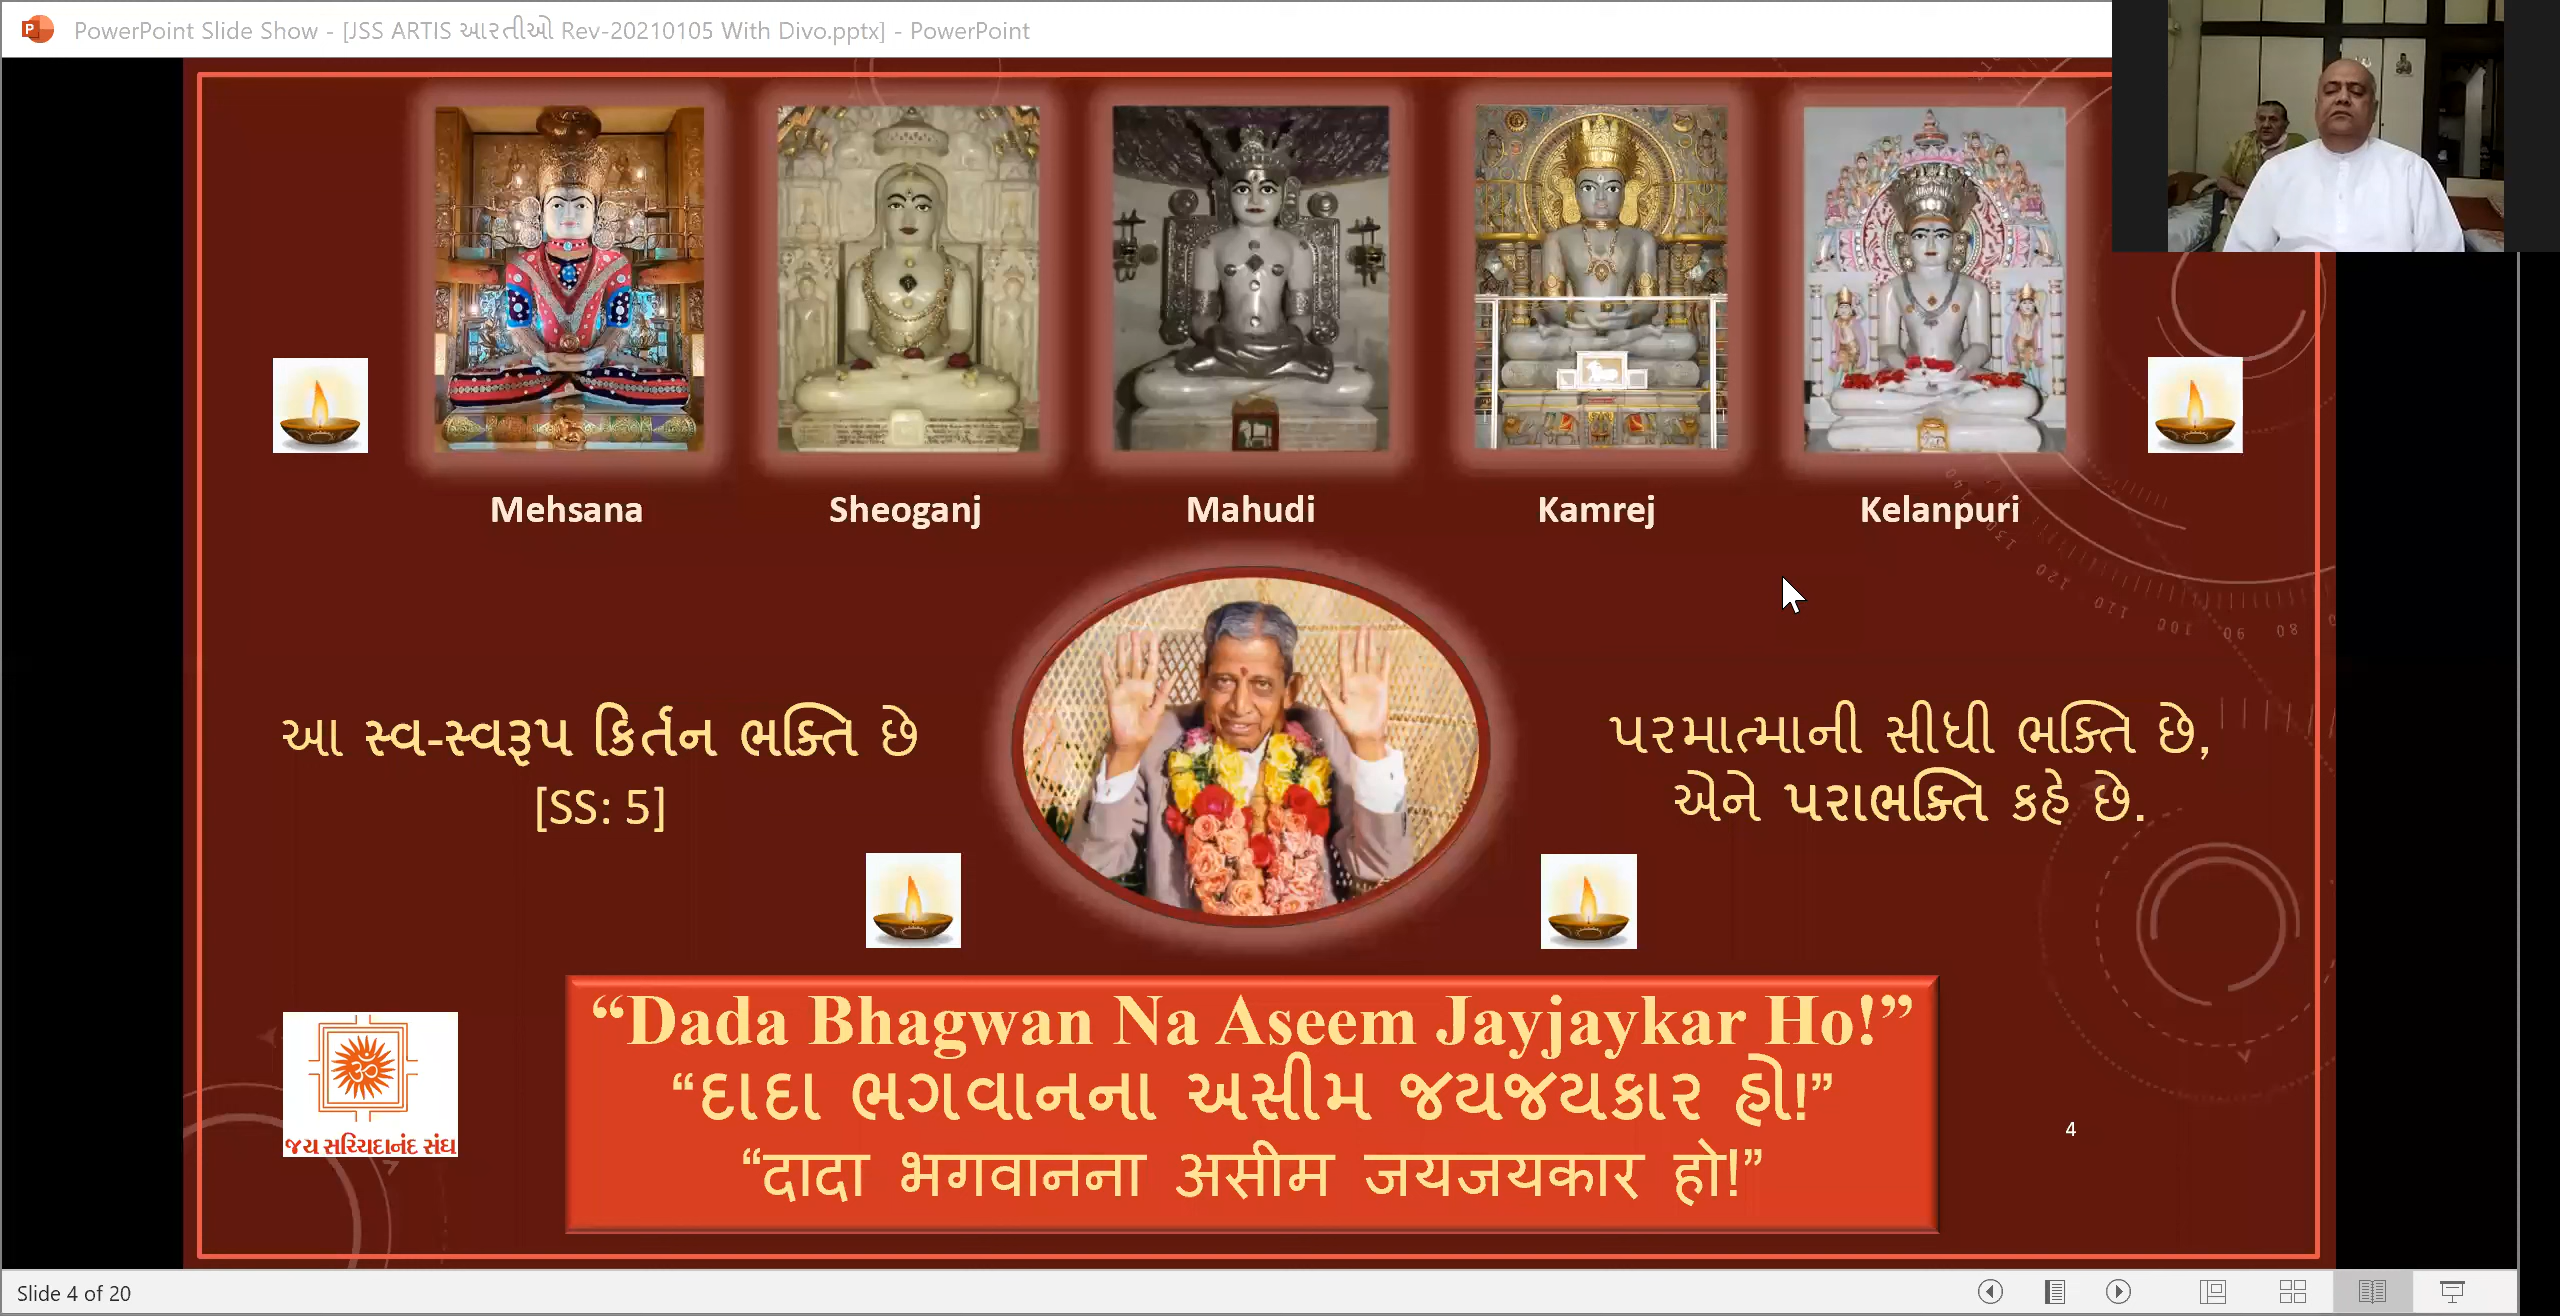 PowerPoint Slide Show - [JSS ARTIS આરતીઓ Rev-20210105 With Divo.pptx] - PowerPoint
Mehsana
Sheoganj
Mahudi
Kamrej
Kelanpuri
આ સ્વ-સ્વરૂપ કિર્તન ભક્તિ છે
[SS: 5]
પરમાત્માની સીધી ભક્તિ છે,
એને પરાભક્તિ કહે છે.
“Dada Bhagwan Na Aseem Jayjaykar Ho!”
“દાદા ભગવાનના અસીમ જયજયકાર હો!”
“दादा भगवानना असीम जयजयकार हो!”
જય સચ્ચિદાનંદ સંઘ
4
Slide 4 of 20